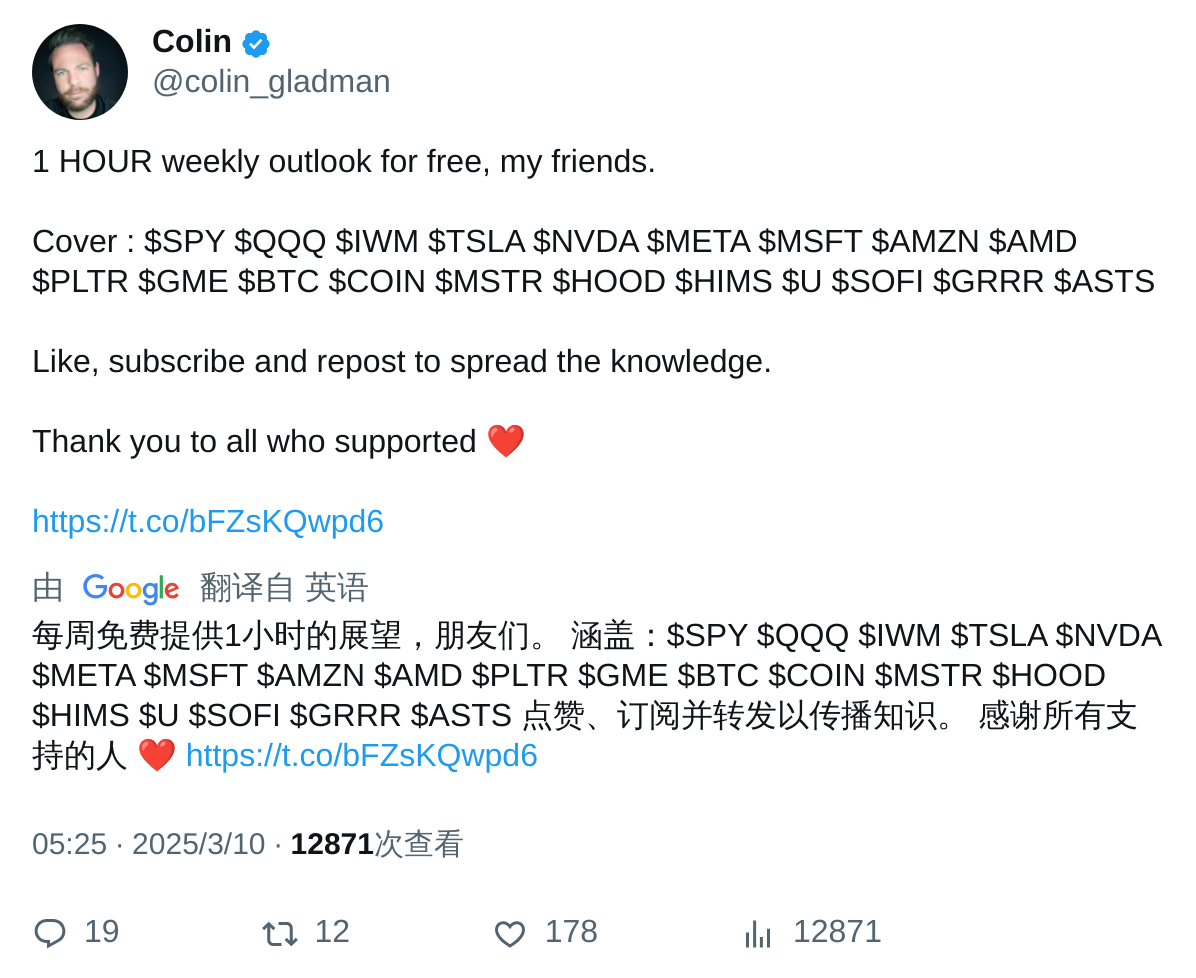 Colin
@colin_gladman
1 HOUR weekly outlook for free, my friends.
Cover : $SPY $QQQ $IWM $TSLA $NVDA $META $MSFT $AMZN $AMD
$PLTR $GME $BTC $COIN $MSTR $HOOD $HIMS $U $SOFI $GRRR $ASTS
Like, subscribe and repost to spread the knowledge.
Thank you to all who supported ❤️
https://t.co/bFZsKQwpd6
由 Google 翻译自 英语
每周免费提供1小时的展望，朋友们。 涵盖：$SPY $QQQ $IWM $TSLA $NVDA
$META $MSFT $AMZN $AMD $PLTR $GME $BTC $COIN $MSTR $HOOD
$HIMS $U $SOFI $GRRR $ASTS 点赞、订阅并转发以传播知识。 感谢所有支
持的人 ❤️ https://t.co/bFZsKQwpd6
05:25 · 2025/3/10 · 12871次查看
19 12 178 12871